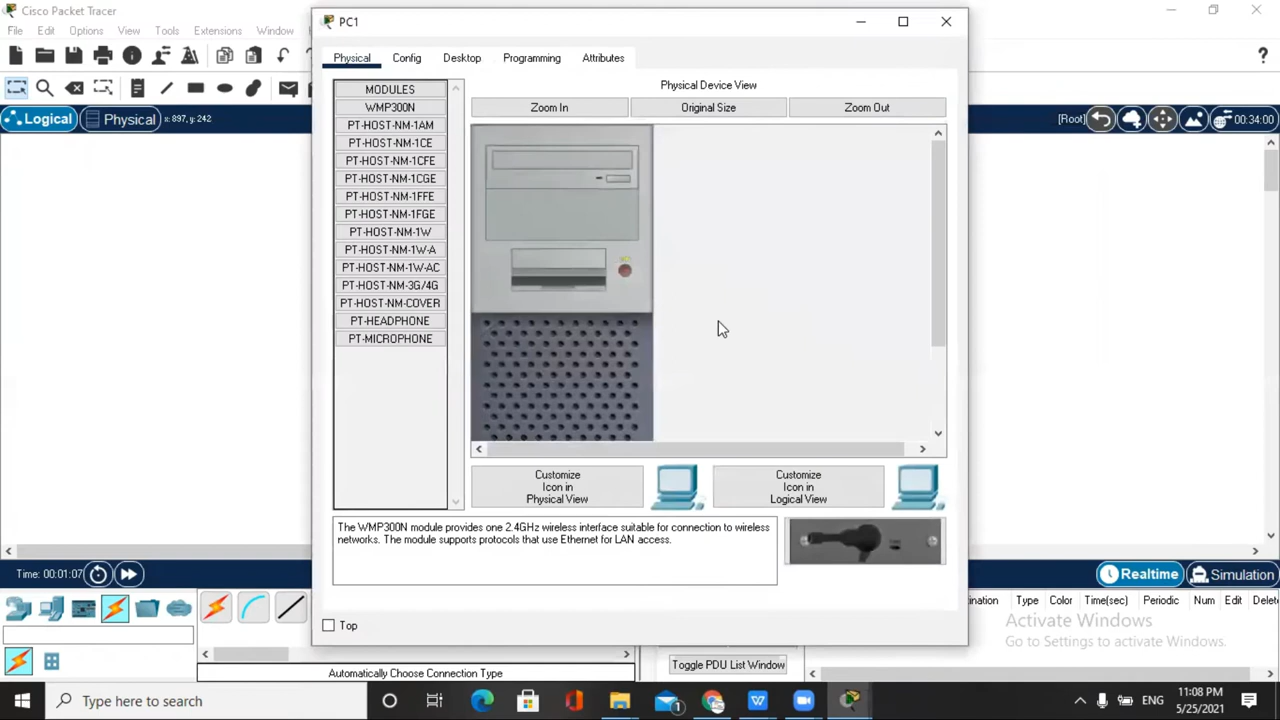 Cisco Packet Tracer
File Edit Options View Tools Extensions Window
PC1
Physical Config Desktop Programming Attributes
MODULES
WMP300N
PT-HOST-NM-1AM
PT-HOST-NM-1CE
PT-HOST-NM-1CFE
PT-HOST-NM-1CGE
PT-HOST-NM-1FFE
PT-HOST-NM-1FGE
PT-HOST-NM-1W
PT-HOST-NM-1W-A
PT-HOST-NM-1W-AC
PT-HOST-NM-3G/4G
PT-HOST-NM-COVER
PT-HEADPHONE
PT-MICROPHONE
Physical Device View
Zoom In Original Size Zoom Out
Logical Physical x: 897, y: 242
[Root] 00:34:00
Customize
Icon in
Physical View
Customize
Icon in
Logical View
The WMP300N module provides one 2.4GHz wireless interface suitable for connection to wireless
networks. The module supports protocols that use Ethernet for LAN access.
Top
Time: 00:01:07
Realtime Simulation
Type Color Time(sec) Periodic Num Edit
Activate Windows
Go to Settings to activate Windows.
Automatically Choose Connection Type
Toggle PDU List Window
Type here to search
1
ENG
11:08 PM
5/25/2021